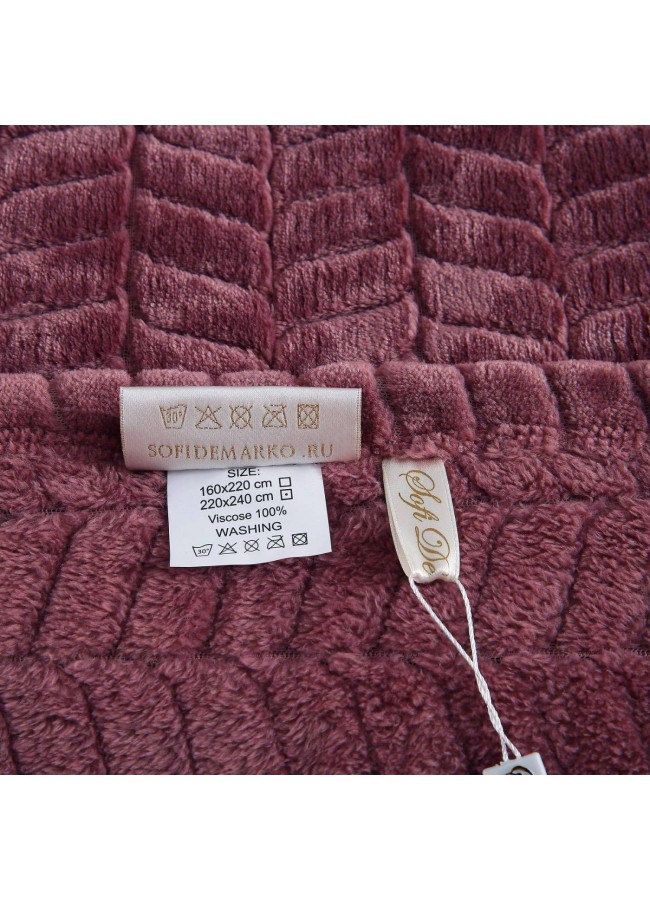 30°
SOFIDEMARKO.RU
SIZE:
160x220 cm
220x240 cm
Viscose 100%
WASHING
30°
Sofi De